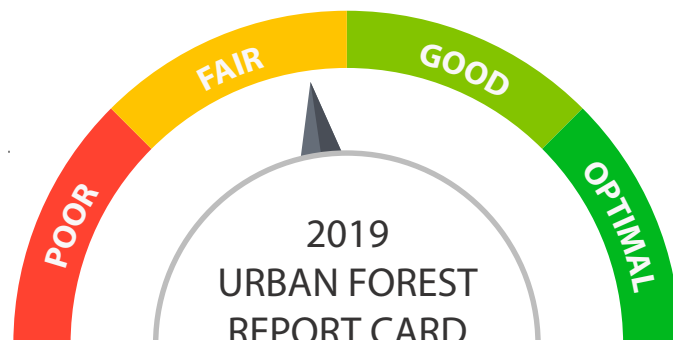 POOR
FAIR
GOOD
OPTIMAL
2019
URBAN FOREST
REPORT CARD